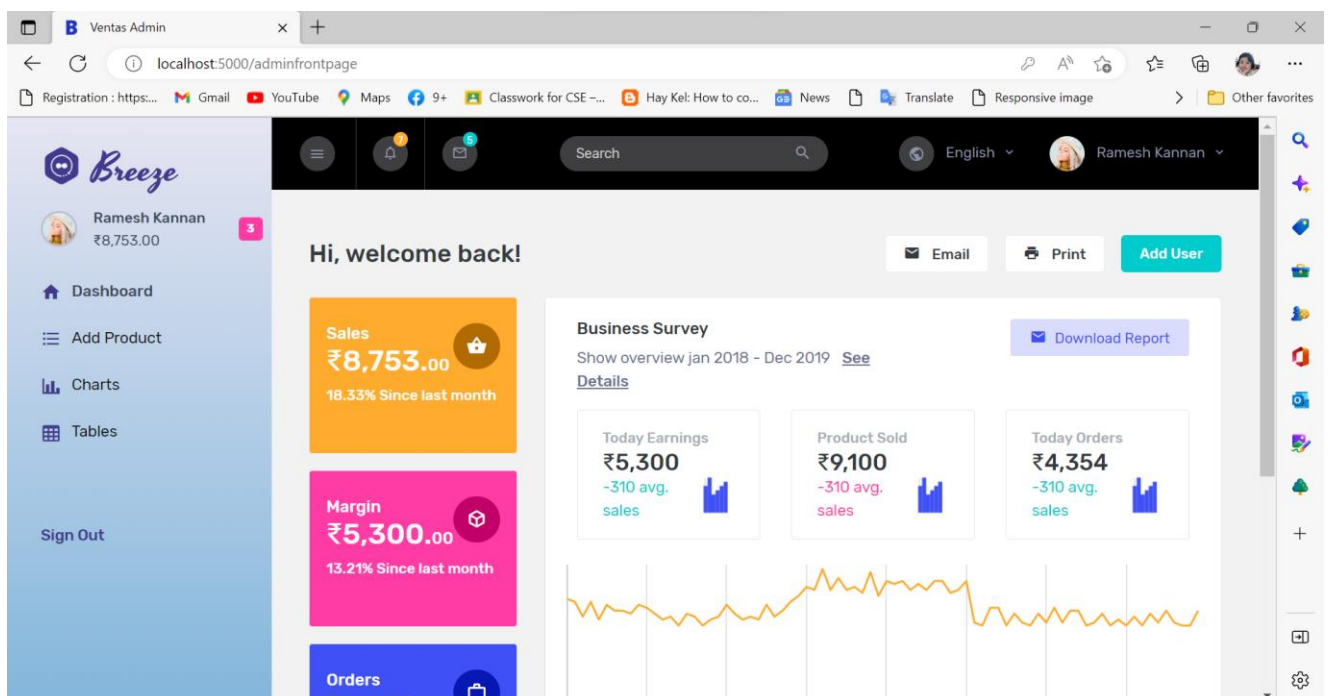 B Ventas Admin
localhost:5000/adminfrontpage
Registration : https:...
Gmail
YouTube
Maps
9+
Classwork for CSE –...
Hay Kel: How to co...
News
Translate
Responsive image
Other favorites
Breeze
7
5
Search
English
Ramesh Kannan
Ramesh Kannan
₹8,753.00
3
Dashboard
Add Product
Charts
Tables
Sign Out
Hi, welcome back!
Email
Print
Add User
Sales
₹8,753.00
18.33% Since last month
Margin
₹5,300.00
13.21% Since last month
Orders
Business Survey
Show overview jan 2018 - Dec 2019 See
Details
Download Report
Today Earnings
₹5,300
-310 avg.
sales
Product Sold
₹9,100
-310 avg.
sales
Today Orders
₹4,354
-310 avg.
sales